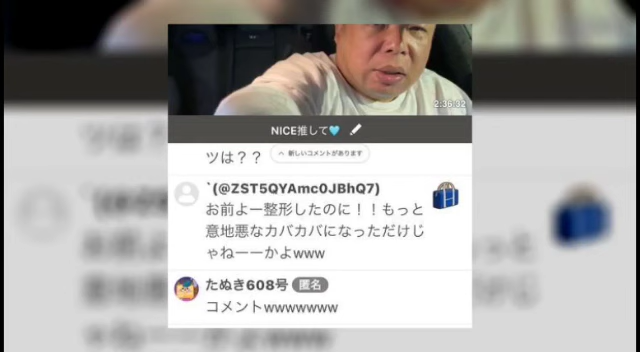 2:36:32
NICE推して🩵
ツは？？
へ 新しいコメントがあります
`(@ZST5QYAmc0JBhQ7)
お前よー整形したのに！！もっと
意地悪なカバカバになっただけじ
ゃねーーかよwww
たぬき608号 匿名
コメントwwwwwww